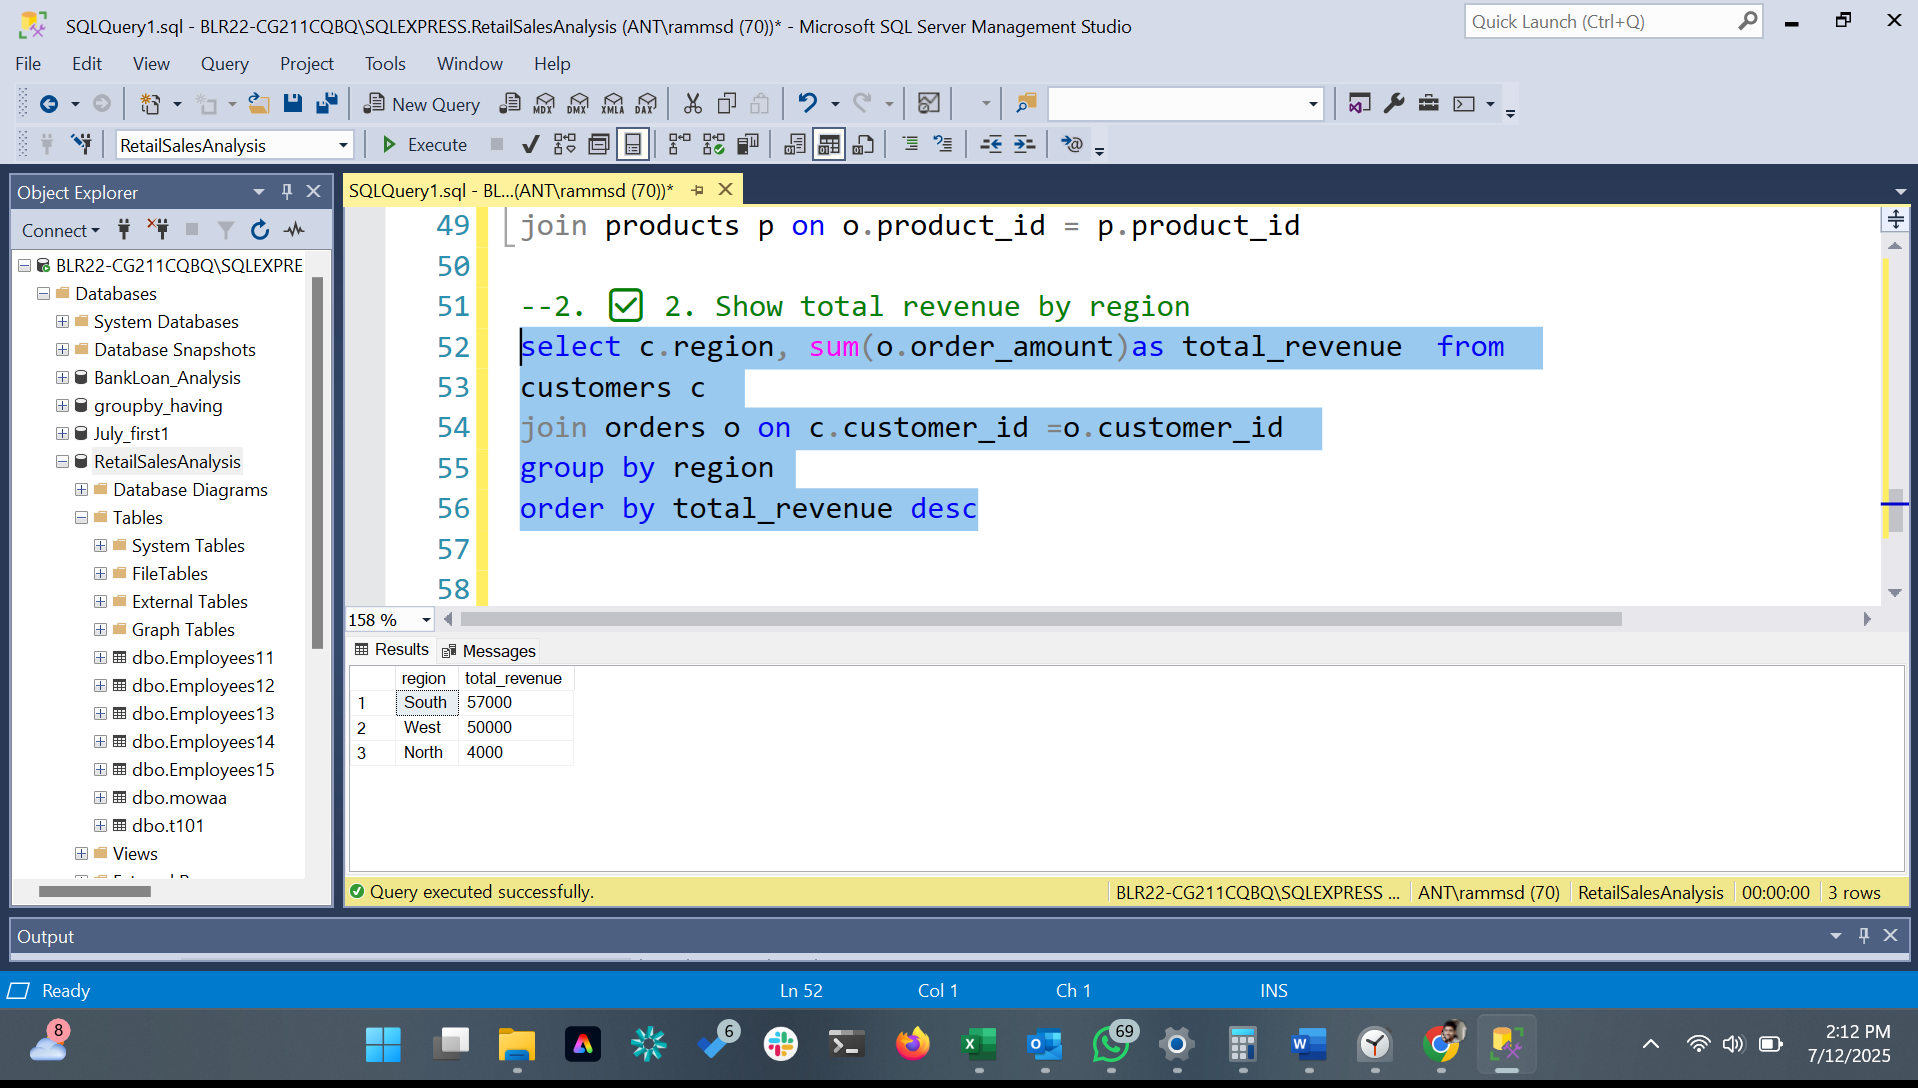 SQLQuery1.sql - BLR22-CG211CQBQ\SQLEXPRESS.RetailSalesAnalysis (ANT\rammsd (70))* - Microsoft SQL Server Management Studio
Quick Launch (Ctrl+Q)
File Edit View Query Project Tools Window Help
New Query MDX DMX XMLA DAX
RetailSalesAnalysis Execute
Object Explorer
Connect
BLR22-CG211CQBQ\SQLEXPRE
Databases
System Databases
Database Snapshots
BankLoan_Analysis
groupby_having
July_first1
RetailSalesAnalysis
Database Diagrams
Tables
System Tables
FileTables
External Tables
Graph Tables
dbo.Employees11
dbo.Employees12
dbo.Employees13
dbo.Employees14
dbo.Employees15
dbo.mowaa
dbo.t101
Views
SQLQuery1.sql - BL...(ANT\rammsd (70))*
49 join products p on o.product_id = p.product_id
50
51 --2. ✅ 2. Show total revenue by region
52 select c.region, sum(o.order_amount)as total_revenue  from
53 customers c
54 join orders o on c.customer_id =o.customer_id
55 group by region
56 order by total_revenue desc
57
58
158 %
Results Messages
region total_revenue
1 South 57000
2 West 50000
3 North 4000
Query executed successfully.
BLR22-CG211CQBQ\SQLEXPRESS ... ANT\rammsd (70) RetailSalesAnalysis 00:00:00 3 rows
Output
Ready Ln 52 Col 1 Ch 1 INS
8
6
69
2:12 PM
7/12/2025